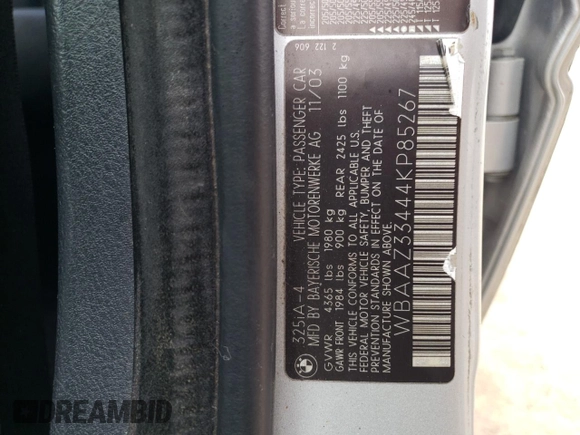 2 122 606
325iA-4 VEHICLE TYPE: PASSENGER CAR
MFD BY BAYERISCHE MOTORENWERKE AG 11/03
GVWR 4365 lbs 1980 kg
GAWR FRONT 1984 lbs 900 kg REAR 2425 lbs 1100 kg
THIS VEHICLE CONFORMS TO ALL APPLICABLE U.S.
FEDERAL MOTOR VEHICLE SAFETY, BUMPER AND THEFT
PREVENTION STANDARDS IN EFFECT ON THE DATE OF
MANUFACTURE SHOWN ABOVE.
WBAAZ33444KP85267
BMW
DREAMBID